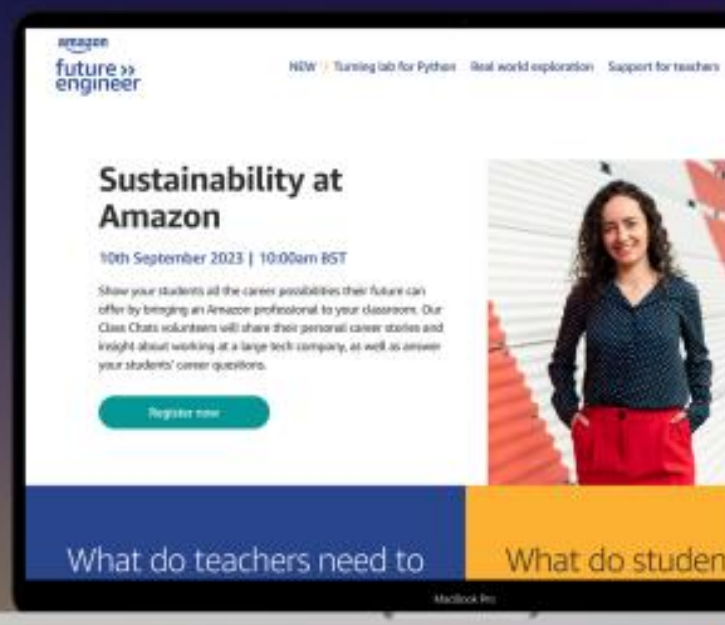 amazon
future »
engineer
NEW Turning lab for Python Real world exploration Support for teachers
Sustainability at
Amazon
10th September 2023 | 10:00am BST
Show your students all the career possibilities their future can
offer by bringing an Amazon professional to your classroom. Our
Class Chats volunteers will share their personal career stories and
insight about working at a large tech company, as well as answer
your students' career questions.
Register now
What do teachers need to
What do studen
MacBook Pro